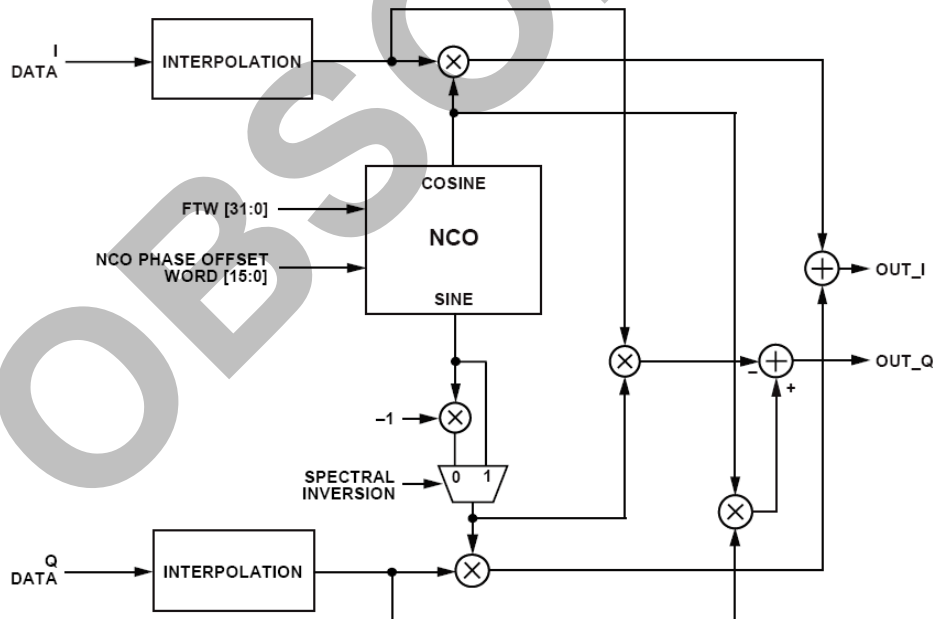 I
DATA
INTERPOLATION
COSINE
FTW [31:0]
NCO
NCO PHASE OFFSET
WORD [15:0]
SINE
OUT_I
OUT_Q
–
+
–1
0 1
SPECTRAL
INVERSION
Q
DATA
INTERPOLATION
OBSO